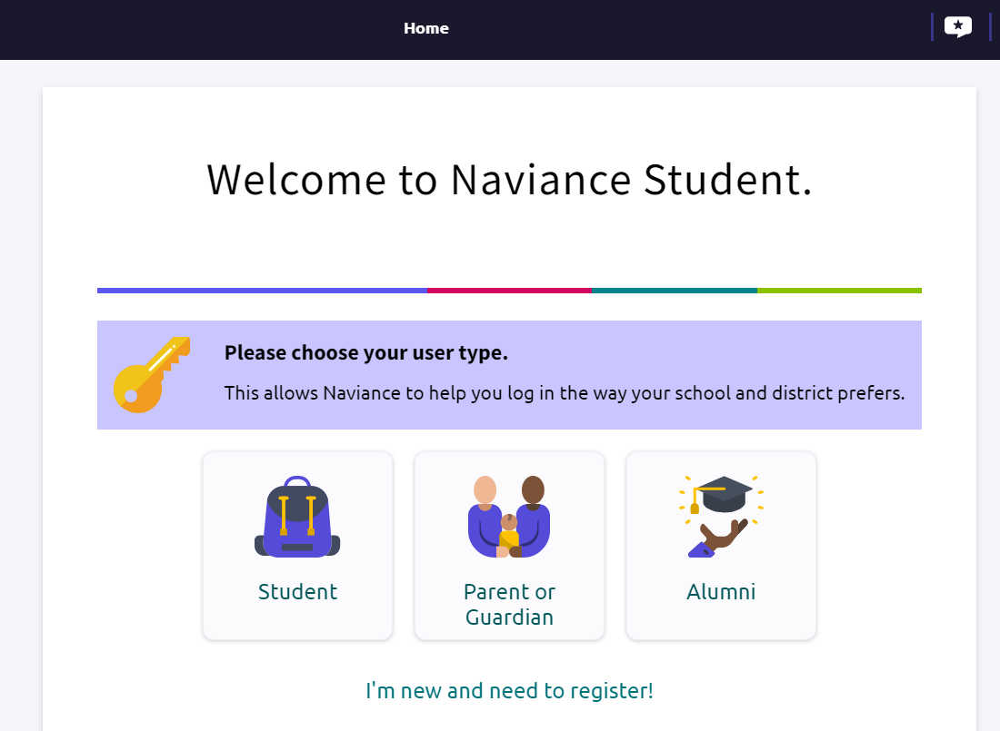 Home
Welcome to Naviance Student.
Please choose your user type.
This allows Naviance to help you log in the way your school and district prefers.
Student
Parent or
Guardian
Alumni
I'm new and need to register!